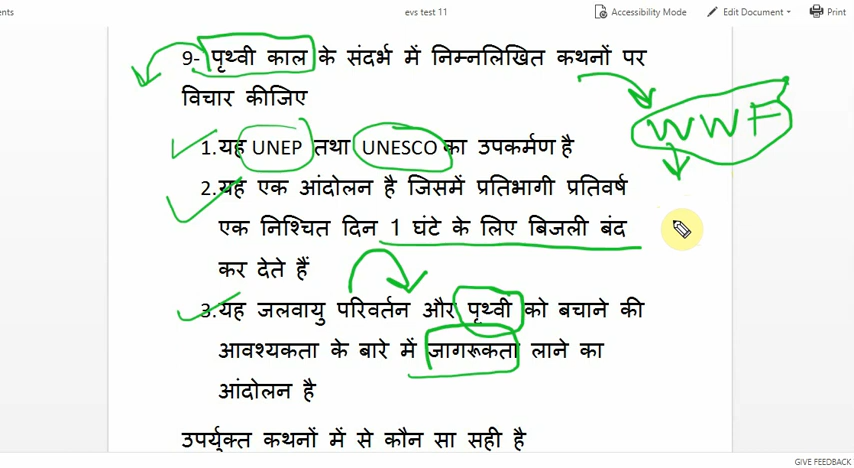 ents
evs test 11
Accessibility Mode
Edit Document
Print
9- पृथ्वी काल के संदर्भ में निम्नलिखित कथनों पर
विचार कीजिए
WWF
1.यह UNEP तथा UNESCO का उपकर्मण है
2.यह एक आंदोलन है जिसमें प्रतिभागी प्रतिवर्ष
एक निश्चित दिन 1 घंटे के लिए बिजली बंद
कर देते हैं
3.यह जलवायु परिवर्तन और पृथ्वी को बचाने की
आवश्यकता के बारे में जागरूकता लाने का
आंदोलन है
उपर्युक्त कथनों में से कौन सा सही है
GIVE FEEDBACK